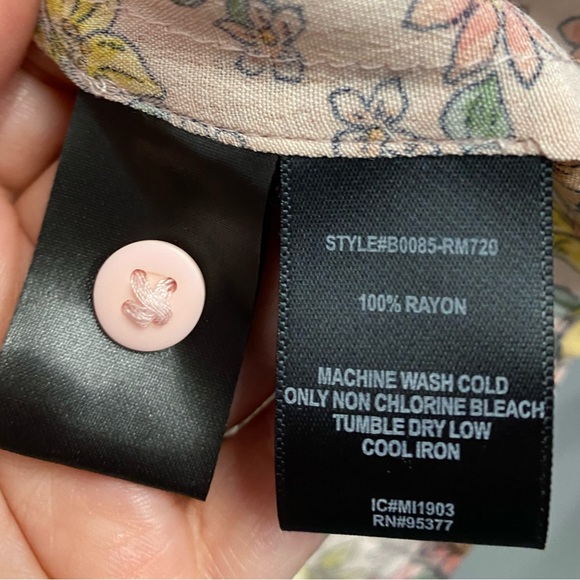 STYLE#B0085-RM720
100% RAYON
MACHINE WASH COLD
ONLY NON CHLORINE BLEACH
TUMBLE DRY LOW
COOL IRON
IC#MI1903
RN#95377